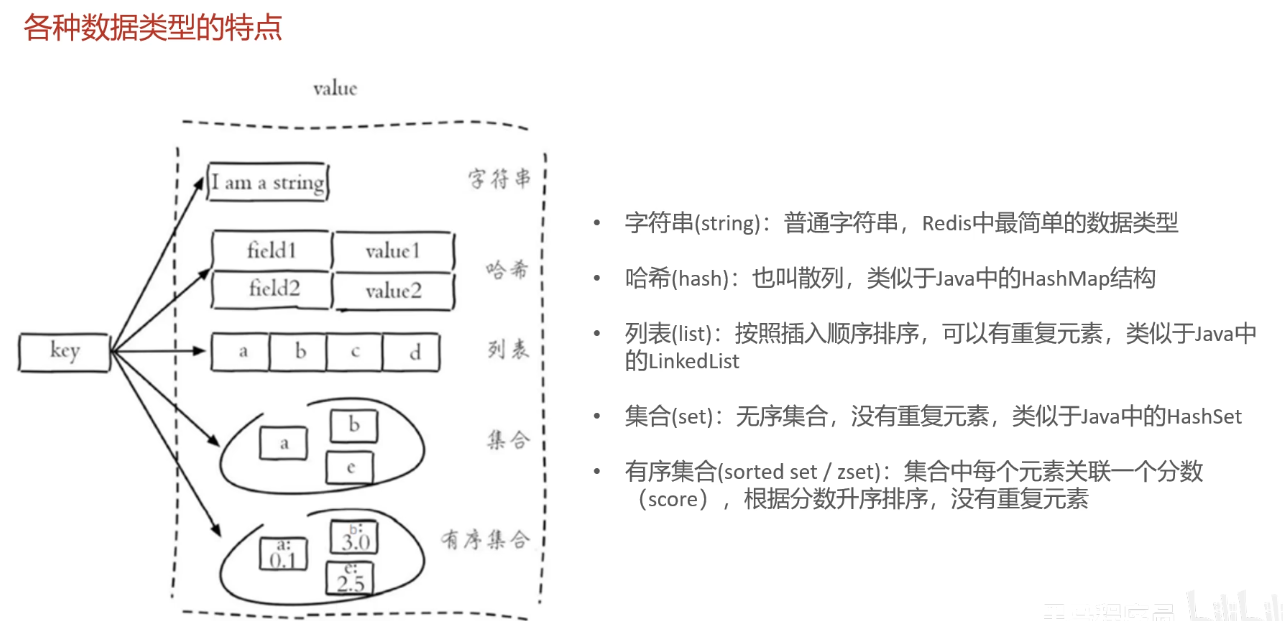 各种数据类型的特点
value
I am a string
字符串
field1 value1
field2 value2
哈希
key
a b c d
列表
a
b
e
集合
a:
0.1
b:
3.0
e:
2.5
有序集合
• 字符串(string)：普通字符串，Redis中最简单的数据类型
• 哈希(hash)：也叫散列，类似于Java中的HashMap结构
• 列表(list)：按照插入顺序排序，可以有重复元素，类似于Java中
的LinkedList
• 集合(set)：无序集合，没有重复元素，类似于Java中的HashSet
• 有序集合(sorted set / zset)：集合中每个元素关联一个分数
（score），根据分数升序排序，没有重复元素